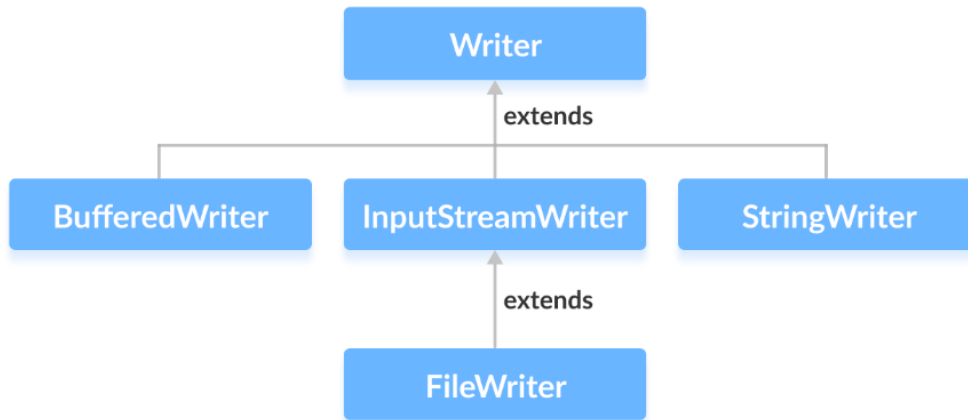 Writer
extends
BufferedWriter
InputStreamWriter
StringWriter
extends
FileWriter